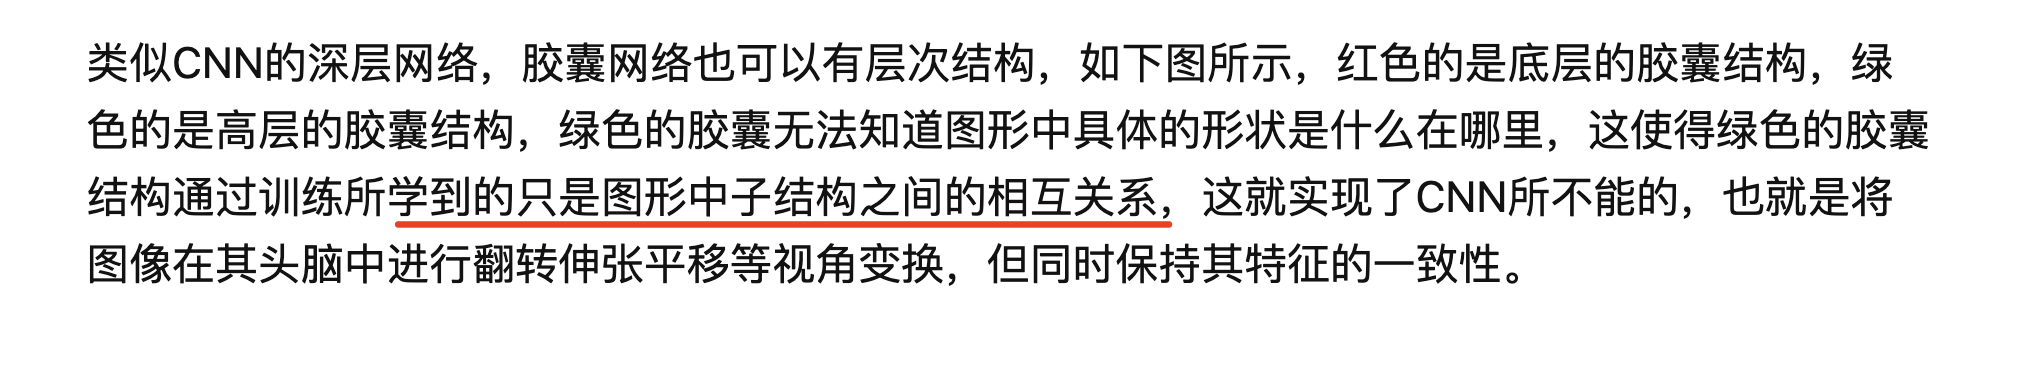 类似CNN的深层网络，胶囊网络也可以有层次结构，如下图所示，红色的是底层的胶囊结构，绿
色的是高层的胶囊结构，绿色的胶囊无法知道图形中具体的形状是什么在哪里，这使得绿色的胶囊
结构通过训练所学到的只是图形中子结构之间的相互关系，这就实现了CNN所不能的，也就是将
图像在其头脑中进行翻转伸张平移等视角变换，但同时保持其特征的一致性。